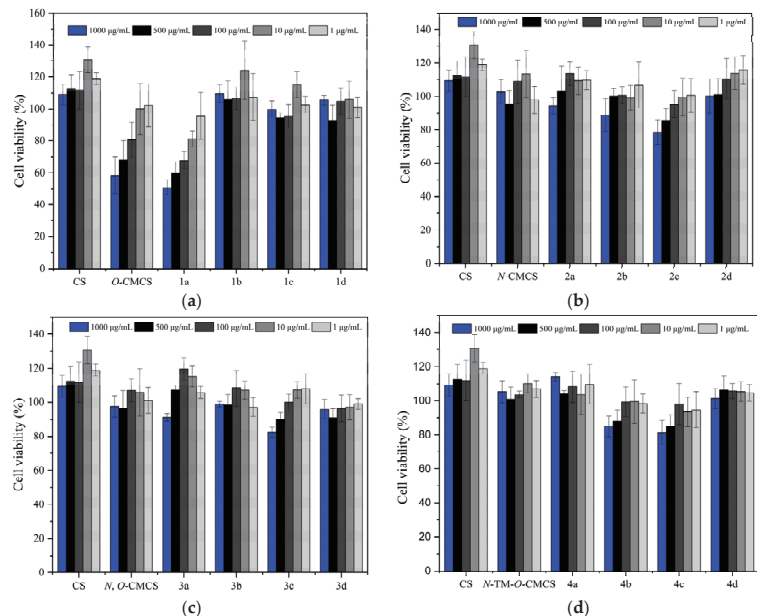 (a)
160
140
120
100
80
60
40
20
0
Cell viability (%)
1000 µg/mL 500 µg/mL 100 µg/mL 10 µg/mL 1 µg/mL
CS O-CMCS 1a 1b 1c 1d
(b)
140
120
100
80
60
40
20
0
Cell viability (%)
1000 µg/mL 500 µg/mL 100 µg/mL 10 µg/mL 1 µg/mL
CS N-CMCS 2a 2b 2c 2d
(c)
140
120
100
80
60
40
20
0
Cell viability (%)
1000 µg/mL 500 µg/mL 100 µg/mL 10 µg/mL 1 µg/mL
CS N, O-CMCS 3a 3b 3c 3d
(d)
140
120
100
80
60
40
20
0
Cell viability (%)
1000 µg/mL 500 µg/mL 100 µg/mL 10 µg/mL 1 µg/mL
CS N-TM-O-CMCS 4a 4b 4c 4d